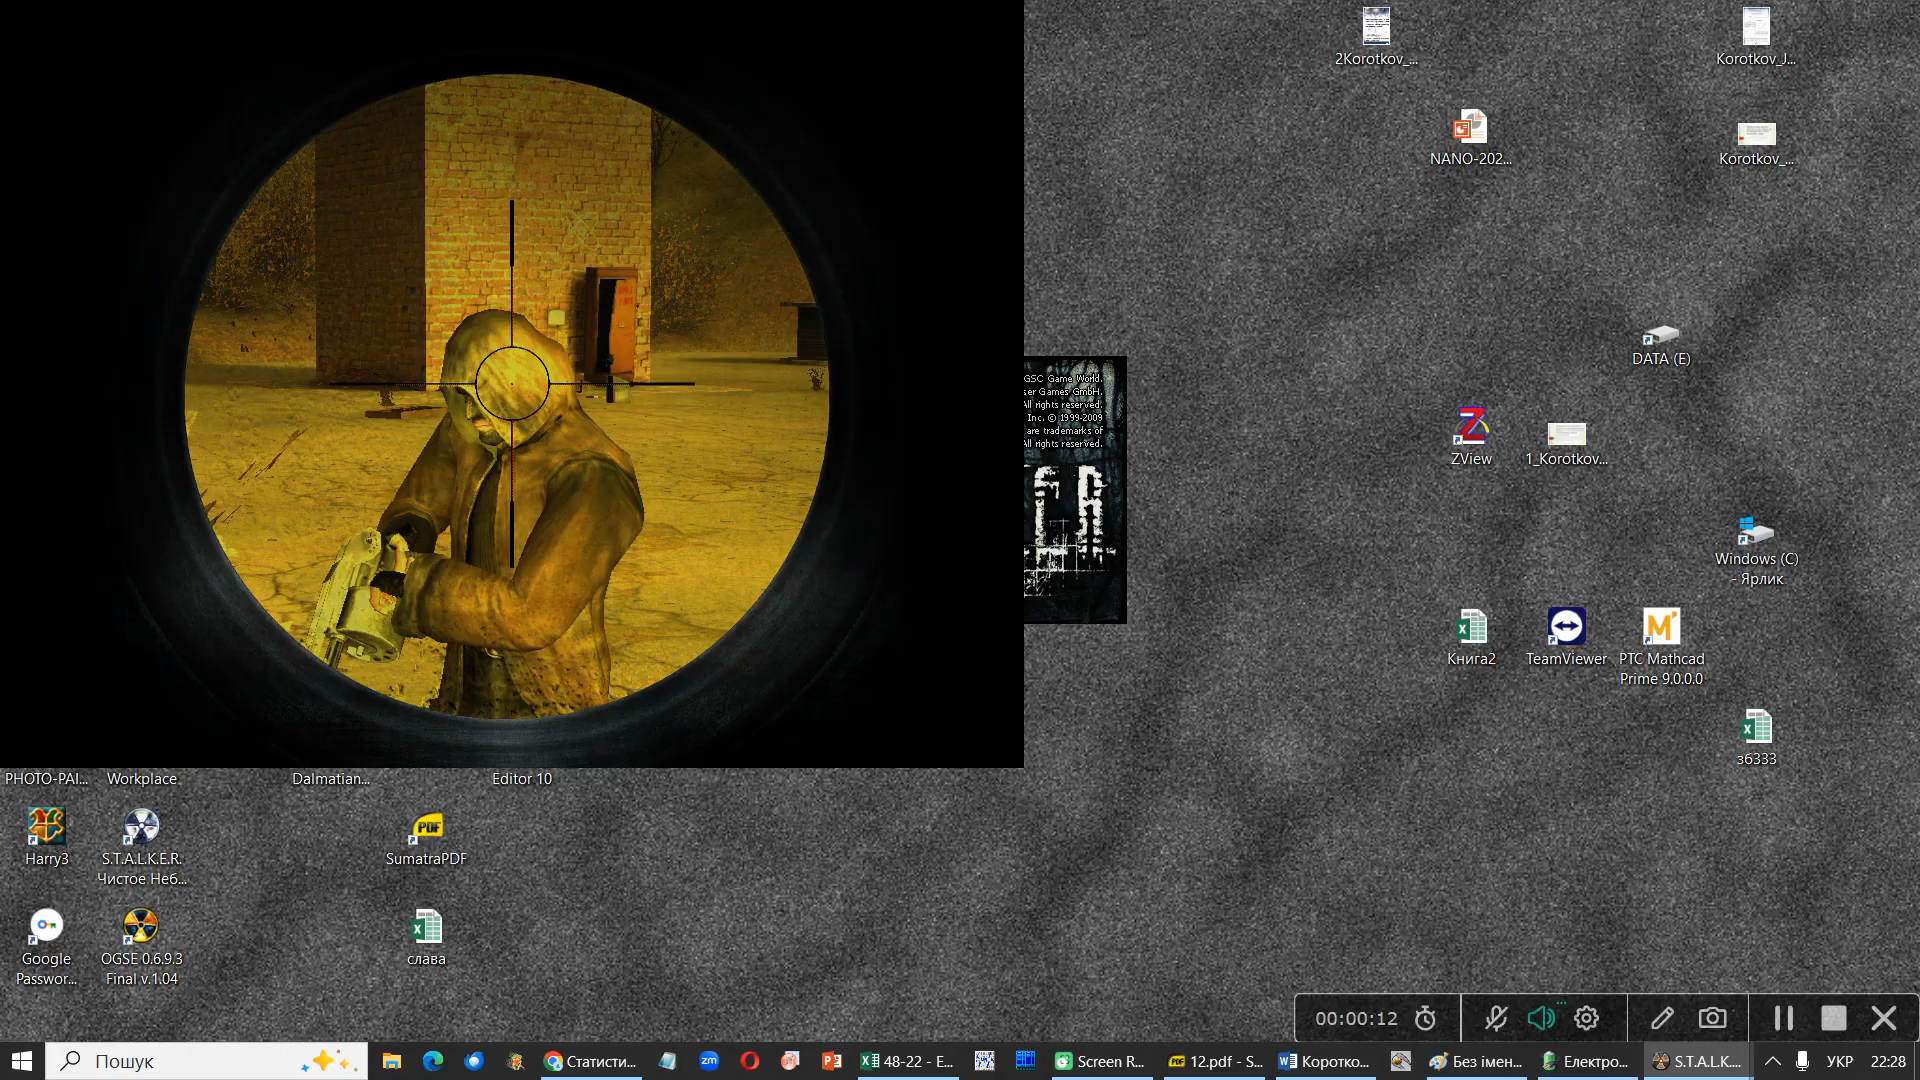 2Korotkov_...
Korotkov_J...
NANO-202...
Korotkov_...
DATA (E)
GSC Game World.
ser Games GmbH.
All rights reserved.
Inc. © 1999-2009
are trademarks of
All rights reserved.
ZView
1_Korotkov...
Windows (C)
- Ярлик
Книга2
TeamViewer
PTC Mathcad
Prime 9.0.0.0
з6333
PHOTO-PAI...
Workplace
Dalmatian...
Editor 10
Harry3
S.T.A.L.K.E.R.
Чистое Неб...
PDF
SumatraPDF
Google
Passwor...
OGSE 0.6.9.3
Final v.1.04
слава
00:00:12
Пошук
Статисти...
zm
48-22 - E...
Screen R...
12.pdf - S...
Коротко...
Без імен...
Електро...
S.T.A.L.K...
УКР
22:28